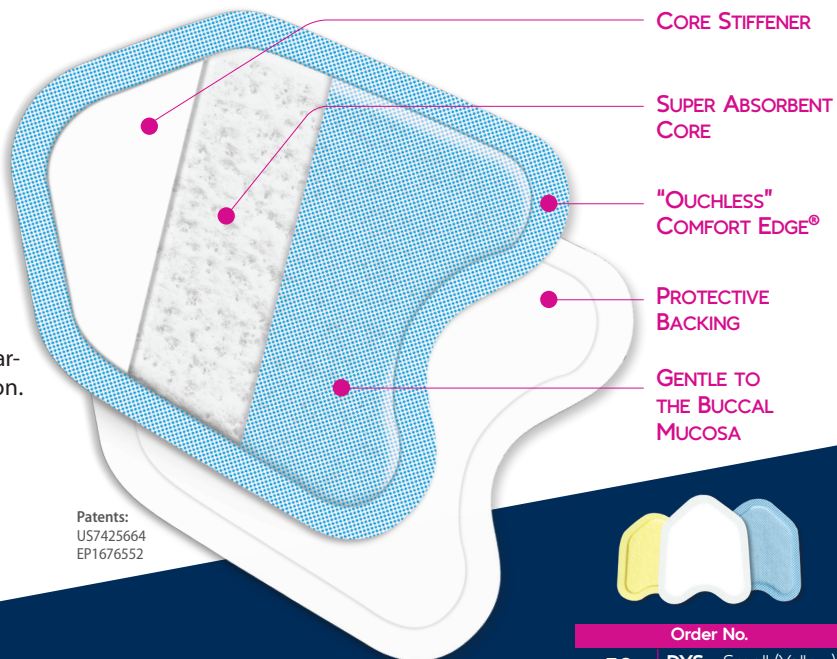 CORE STIFFENER
SUPER ABSORBENT
CORE
"OUCHLESS"
COMFORT EDGE®
PROTECTIVE
BACKING
GENTLE TO
THE BUCCAL
MUCOSA
ar-
on.
Patents:
US7425664
EP1676552
Order No.